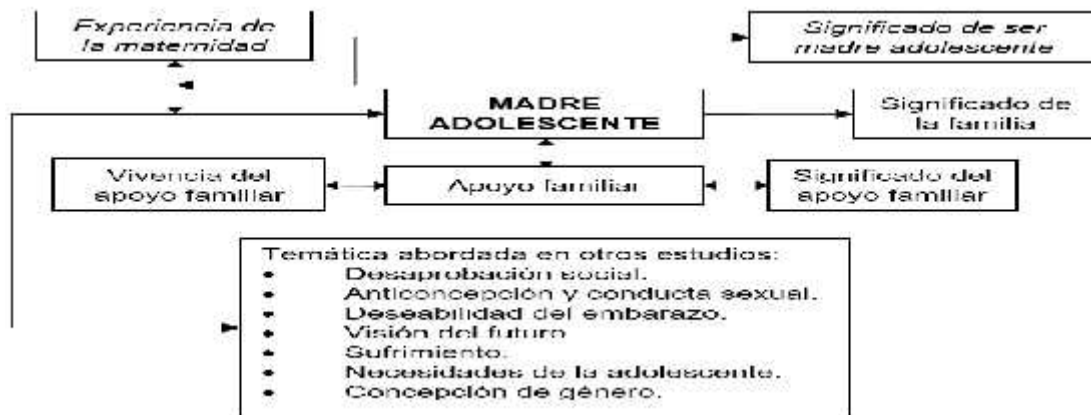 Experiencia de
la maternidad
Significado de ser
madre adolescente
MADRE
ADOLESCENTE
Significado de
la familia
Vivencia del
apoyo familiar
Apoyo familiar
Significado del
apoyo familiar
Temática abordada en otros estudios:
• Desaprobación social.
• Anticoncepción y conducta sexual.
• Deseabilidad del embarazo.
• Visión del futuro
• Sufrimiento.
• Necesidades de la adolescente.
• Concepción de género.